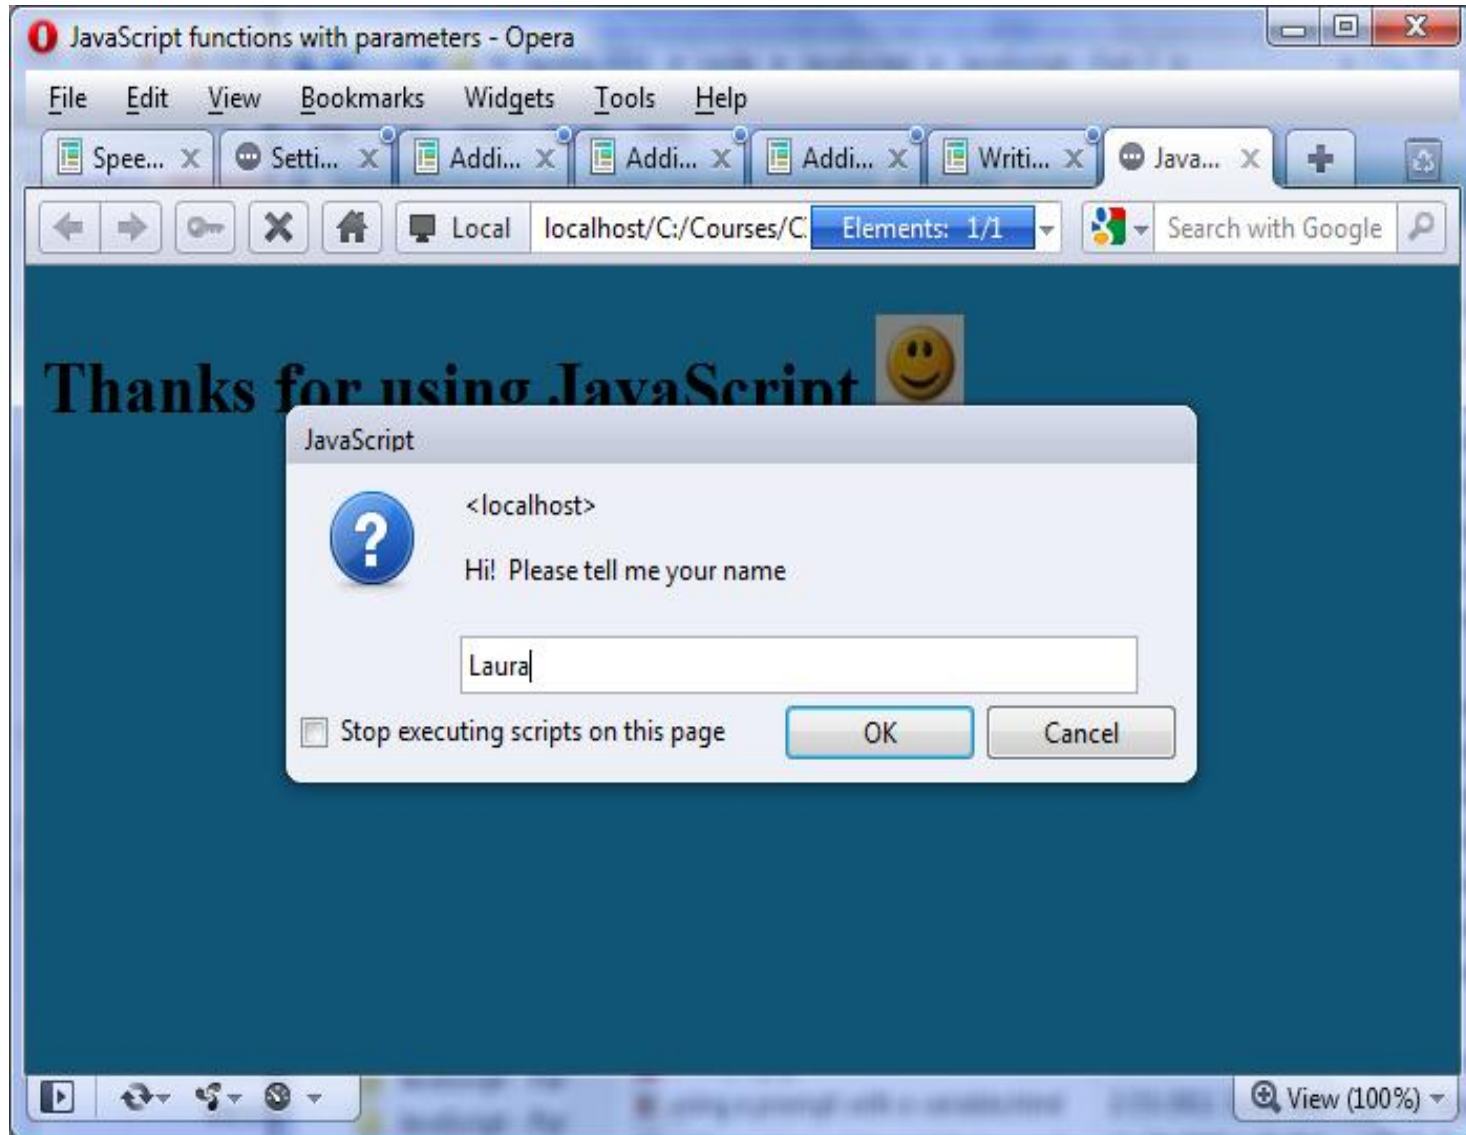 JavaScript functions with parameters - Opera
File Edit View Bookmarks Widgets Tools Help
Spee... Setti... Addi... Addi... Addi... Writi... Java...
Local localhost/C:/Courses/C: Elements: 1/1 Search with Google
Thanks for using JavaScript
JavaScript
<localhost>
Hi! Please tell me your name
Laura
Stop executing scripts on this page OK Cancel
View (100%)